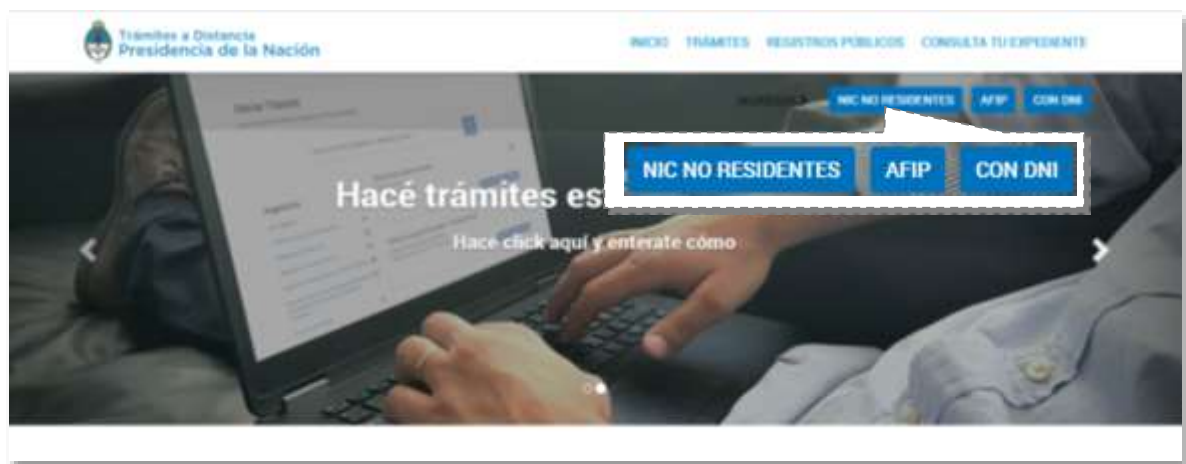 Trámites a Distancia
Presidencia de la Nación
INICIO TRÁMITES REGISTROS PÚBLICOS CONSULTA TU EXPEDIENTE
NIC NO RESIDENTES AFIP CON DNI
NIC NO RESIDENTES AFIP CON DNI
Hacé trámites es
Hace click aquí y enterate cómo